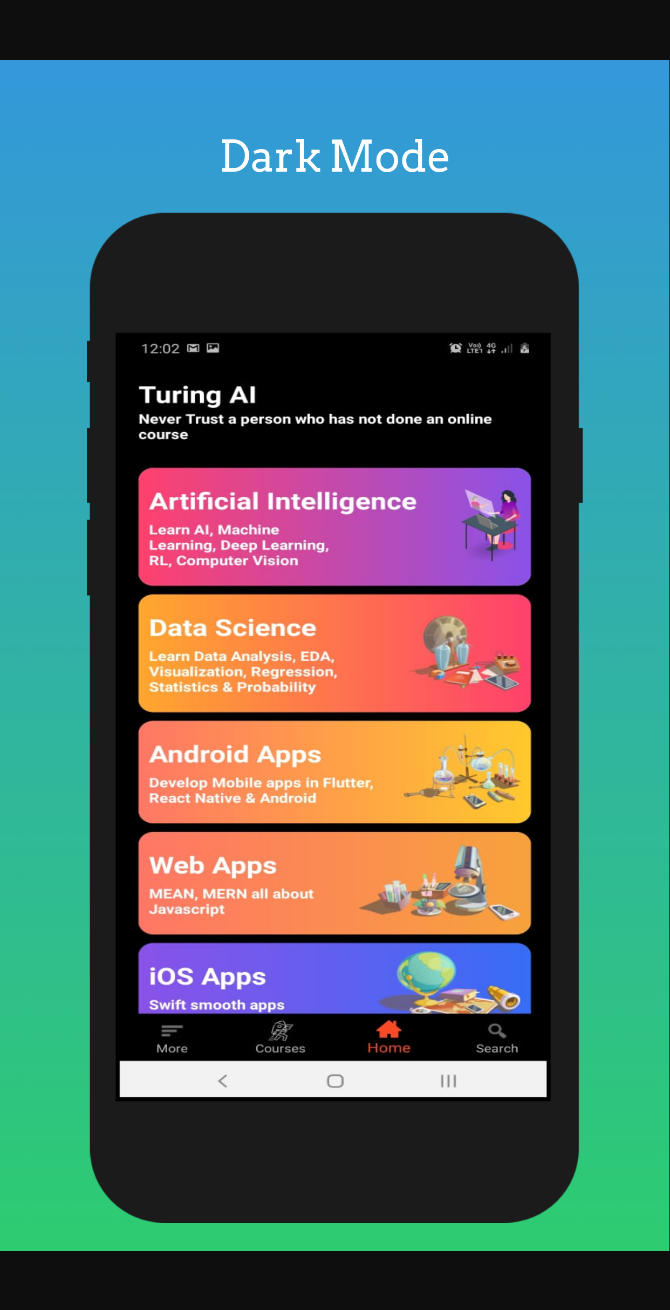 Dark Mode
12:02
Vo) 4G
LTE1
Turing AI
Never Trust a person who has not done an online
course
Artificial Intelligence
Learn AI, Machine
Learning, Deep Learning,
RL, Computer Vision
Data Science
Learn Data Analysis, EDA,
Visualization, Regression,
Statistics & Probability
Android Apps
Develop Mobile apps in Flutter,
React Native & Android
Web Apps
MEAN, MERN all about
Javascript
iOS Apps
Swift smooth apps
More Courses Home Search